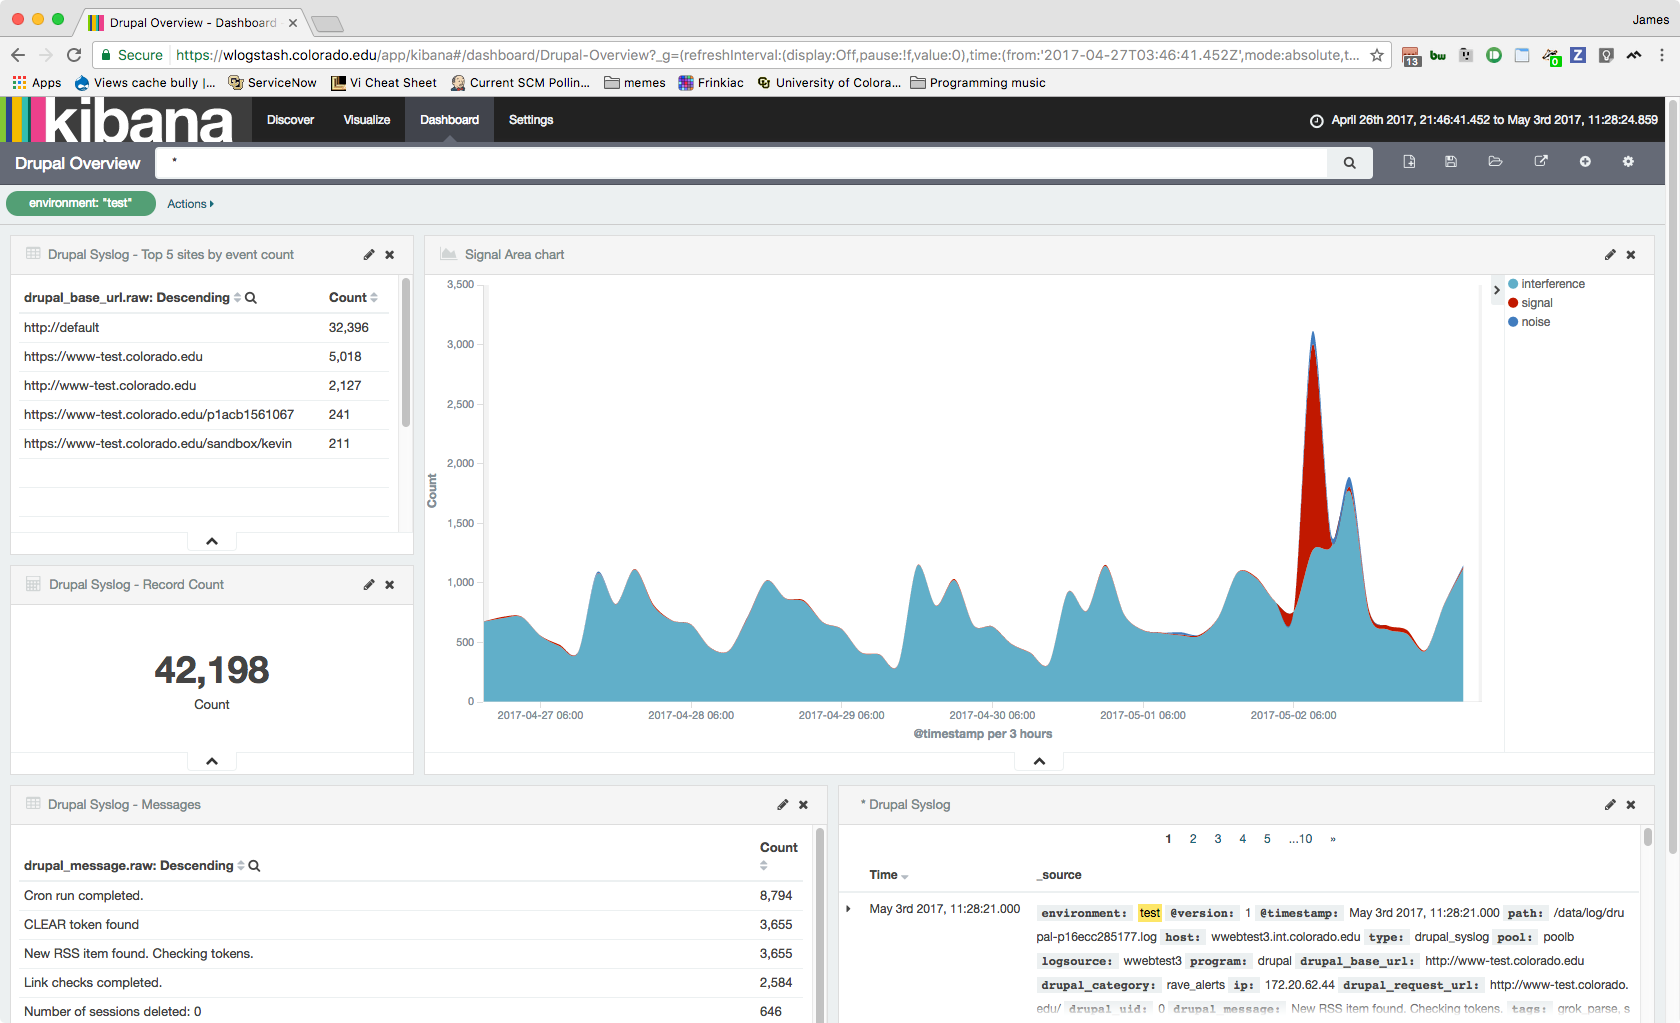 Drupal Overview - Dashboard
James
Secure
https://wlogstash.colorado.edu/app/kibana#/dashboard/Drupal-Overview?_g=(refreshInterval:(display:Off,pause:!f,value:0),time:(from:'2017-04-27T03:46:41.452Z',mode:absolute,t...
13
bw
0
Z
Apps
Views cache bully |...
ServiceNow
Vi Cheat Sheet
Current SCM Pollin...
memes
Frinkiac
University of Colora...
Programming music
kibana
Discover
Visualize
Dashboard
Settings
April 26th 2017, 21:46:41.452 to May 3rd 2017, 11:28:24.859
Drupal Overview
*
environment: "test"
Actions
Drupal Syslog - Top 5 sites by event count
drupal_base_url.raw: Descending Count
http://default 32,396
https://www-test.colorado.edu 5,018
http://www-test.colorado.edu 2,127
https://www-test.colorado.edu/p1acb1561067 241
https://www-test.colorado.edu/sandbox/kevin 211
Drupal Syslog - Record Count
42,198
Count
Signal Area chart
3,500
3,000
2,500
2,000
1,500
1,000
500
0
Count
2017-04-27 06:00
2017-04-28 06:00
2017-04-29 06:00
2017-04-30 06:00
2017-05-01 06:00
2017-05-02 06:00
@timestamp per 3 hours
interference
signal
noise
Drupal Syslog - Messages
drupal_message.raw: Descending Count
Cron run completed. 8,794
CLEAR token found 3,655
New RSS item found. Checking tokens. 3,655
Link checks completed. 2,584
Number of sessions deleted: 0 646
* Drupal Syslog
1 2 3 4 5 ...10 »
Time _source
May 3rd 2017, 11:28:21.000 environment: test @version: 1 @timestamp: May 3rd 2017, 11:28:21.000 path: /data/log/dru
pal-p16ecc285177.log host: wwebtest3.int.colorado.edu type: drupal_syslog pool: poolb
logsource: wwebtest3 program: drupal drupal_base_url: http://www-test.colorado.edu
drupal_category: rave_alerts ip: 172.20.62.44 drupal_request_url: http://www-test.colorado.
edu/ drupal_uid: 0 drupal_message: New RSS item found. Checking tokens. tags: grok_parse, s